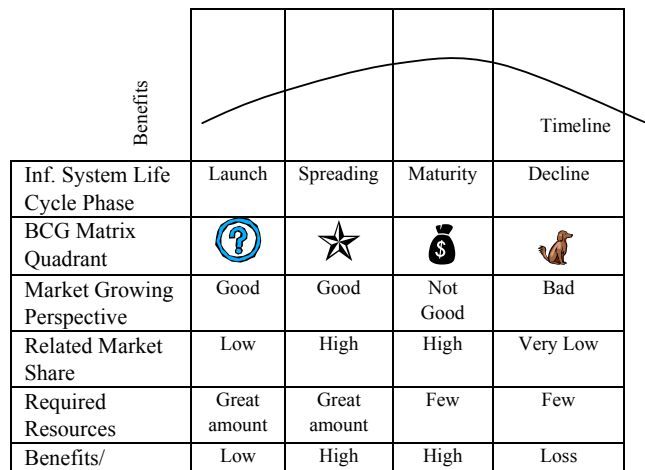 Benefits
Timeline
Inf. System Life Launch Spreading Maturity Decline
Cycle Phase
BCG Matrix ? $
Quadrant
Market Growing Good Good Not Bad
Perspective Good
Related Market Low High High Very Low
Share
Required Great Great Few Few
Resources amount amount
Benefits/ Low High High Loss